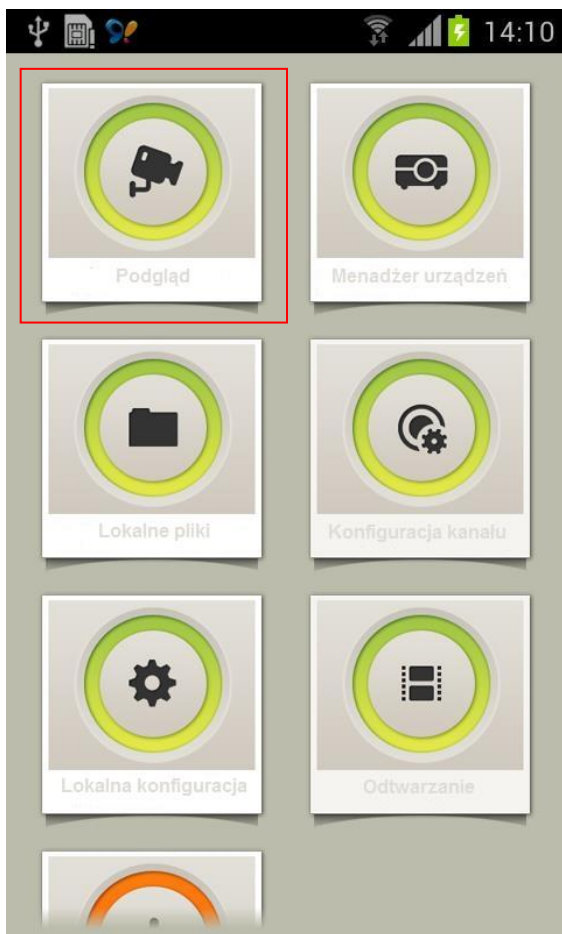 14:10
Podgląd
Menadżer urządzeń
Lokalne pliki
Konfiguracja kanału
Lokalna konfiguracja
Odtwarzanie